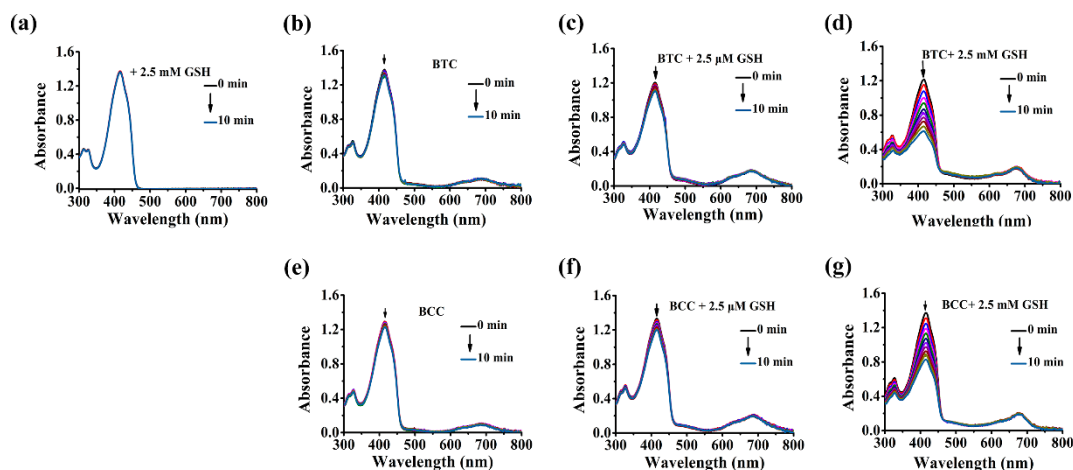 (a)
1.6
1.2
0.8
0.4
0.0
300 400 500 600 700 800
Absorbance
Wavelength (nm)
+ 2.5 mM GSH
0 min
10 min
(b)
1.6
1.2
0.8
0.4
0.0
300 400 500 600 700 800
Absorbance
Wavelength (nm)
BTC
0 min
10 min
(c)
1.6
1.2
0.8
0.4
0.0
300 400 500 600 700 800
Absorbance
Wavelength (nm)
BTC + 2.5 μM GSH
0 min
10 min
(d)
1.6
1.2
0.8
0.4
0.0
300 400 500 600 700 800
Absorbance
Wavelength (nm)
BTC+ 2.5 mM GSH
0 min
10 min
(e)
1.6
1.2
0.8
0.4
0.0
300 400 500 600 700 800
Absorbance
Wavelength (nm)
BCC
0 min
10 min
(f)
1.6
1.2
0.8
0.4
0.0
300 400 500 600 700 800
Absorbance
Wavelength (nm)
BCC + 2.5 μM GSH
0 min
10 min
(g)
1.6
1.2
0.8
0.4
0.0
300 400 500 600 700 800
Absorbance
Wavelength (nm)
BCC+ 2.5 mM GSH
0 min
10 min